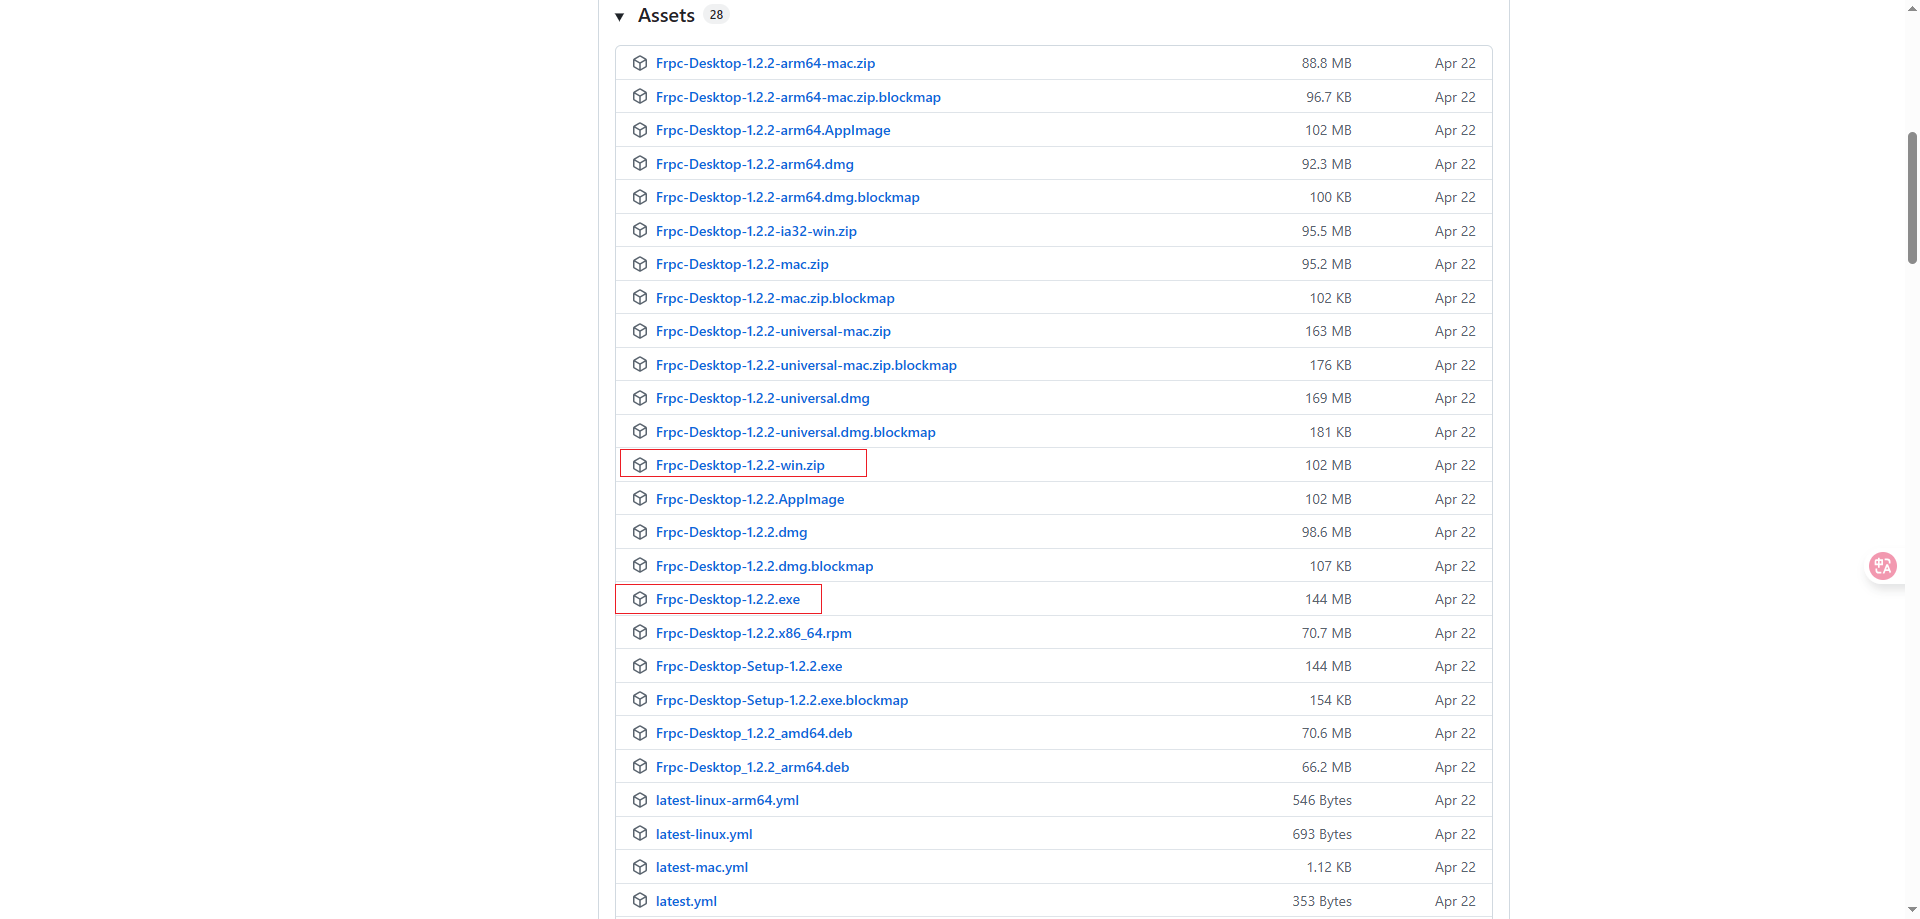 Assets 28
Frpc-Desktop-1.2.2-arm64-mac.zip 88.8 MB Apr 22
Frpc-Desktop-1.2.2-arm64-mac.zip.blockmap 96.7 KB Apr 22
Frpc-Desktop-1.2.2-arm64.AppImage 102 MB Apr 22
Frpc-Desktop-1.2.2-arm64.dmg 92.3 MB Apr 22
Frpc-Desktop-1.2.2-arm64.dmg.blockmap 100 KB Apr 22
Frpc-Desktop-1.2.2-ia32-win.zip 95.5 MB Apr 22
Frpc-Desktop-1.2.2-mac.zip 95.2 MB Apr 22
Frpc-Desktop-1.2.2-mac.zip.blockmap 102 KB Apr 22
Frpc-Desktop-1.2.2-universal-mac.zip 163 MB Apr 22
Frpc-Desktop-1.2.2-universal-mac.zip.blockmap 176 KB Apr 22
Frpc-Desktop-1.2.2-universal.dmg 169 MB Apr 22
Frpc-Desktop-1.2.2-universal.dmg.blockmap 181 KB Apr 22
Frpc-Desktop-1.2.2-win.zip 102 MB Apr 22
Frpc-Desktop-1.2.2.AppImage 102 MB Apr 22
Frpc-Desktop-1.2.2.dmg 98.6 MB Apr 22
Frpc-Desktop-1.2.2.dmg.blockmap 107 KB Apr 22
Frpc-Desktop-1.2.2.exe 144 MB Apr 22
Frpc-Desktop-1.2.2.x86_64.rpm 70.7 MB Apr 22
Frpc-Desktop-Setup-1.2.2.exe 144 MB Apr 22
Frpc-Desktop-Setup-1.2.2.exe.blockmap 154 KB Apr 22
Frpc-Desktop_1.2.2_amd64.deb 70.6 MB Apr 22
Frpc-Desktop_1.2.2_arm64.deb 66.2 MB Apr 22
latest-linux-arm64.yml 546 Bytes Apr 22
latest-linux.yml 693 Bytes Apr 22
latest-mac.yml 1.12 KB Apr 22
latest.yml 353 Bytes Apr 22
中 A